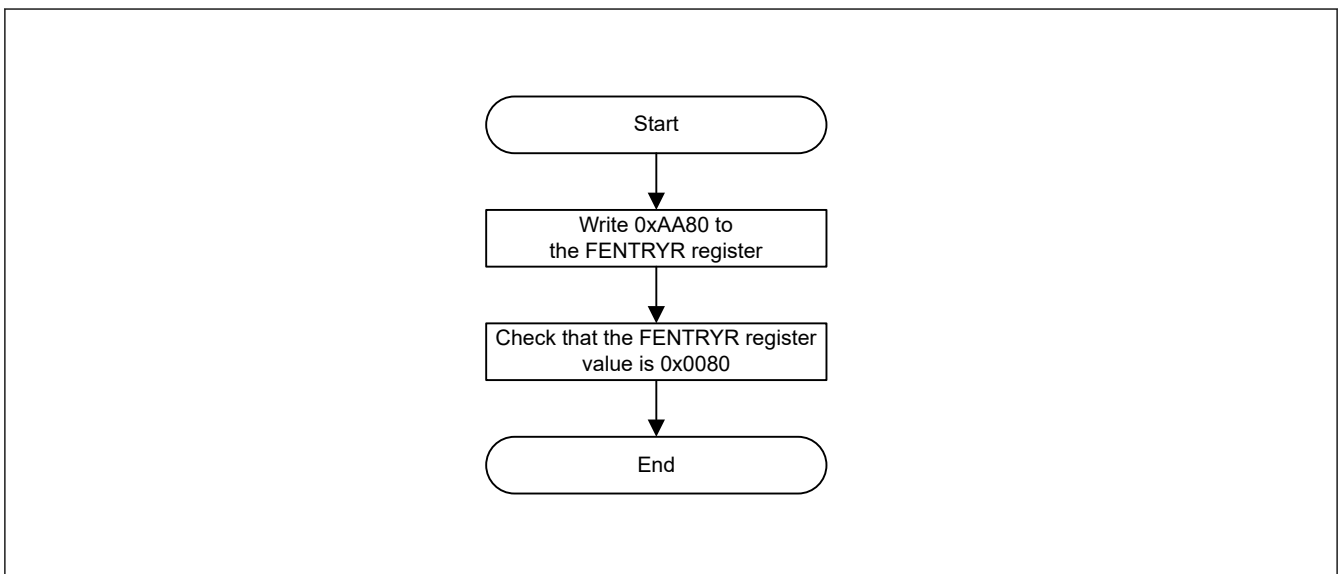 Start
Write 0xAA80 to
the FENTRYR register
Check that the FENTRYR register
value is 0x0080
End